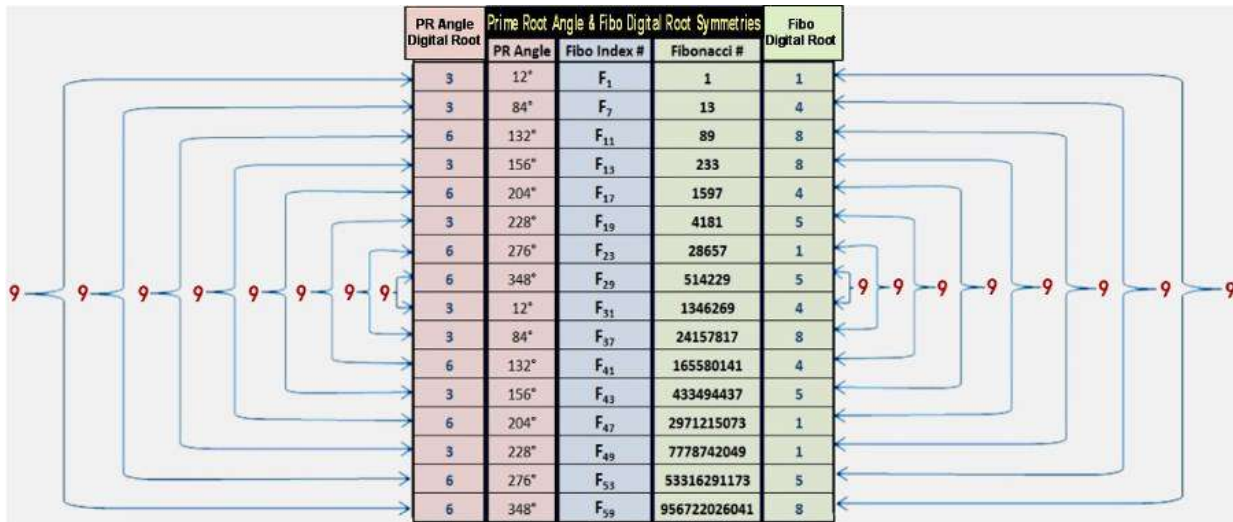 PR Angle Digital Root | Prime Root Angle & Fibo Digital Root Symmetries | Fibo Digital Root
PR Angle | Fibo Index # | Fibonacci #
3 | 12° | F₁ | 1 | 1
3 | 84° | F₇ | 13 | 4
6 | 132° | F₁₁ | 89 | 8
3 | 156° | F₁₃ | 233 | 8
6 | 204° | F₁₇ | 1597 | 4
3 | 228° | F₁₉ | 4181 | 5
6 | 276° | F₂₃ | 28657 | 1
9 9 9 9 9 9 9 | 6 | 348° | F₂₉ | 514229 | 5 | 9 9 9 9 9 9 9
3 | 12° | F₃₁ | 1346269 | 4
3 | 84° | F₃₇ | 24157817 | 8
6 | 132° | F₄₁ | 165580141 | 4
3 | 156° | F₄₃ | 433494437 | 5
6 | 204° | F₄₇ | 2971215073 | 1
3 | 228° | F₄₉ | 7778742049 | 1
6 | 276° | F₅₃ | 53316291173 | 5
6 | 348° | F₅₉ | 956722026041 | 8